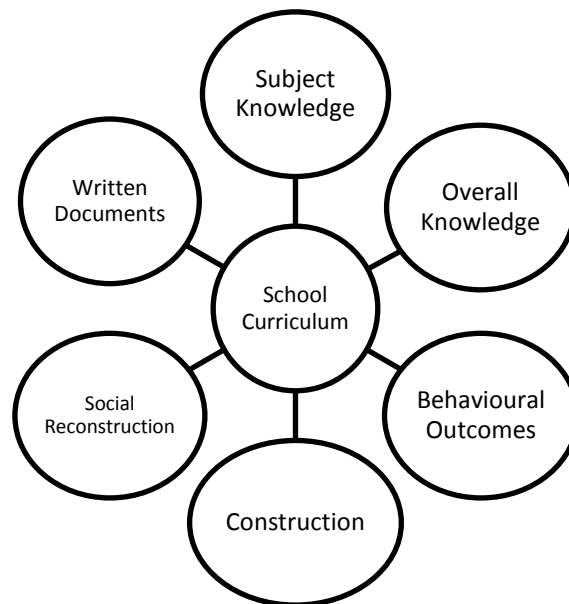 Subject
Knowledge
Written
Documents
Overall
Knowledge
School
Curriculum
Social
Reconstruction
Behavioural
Outcomes
Construction